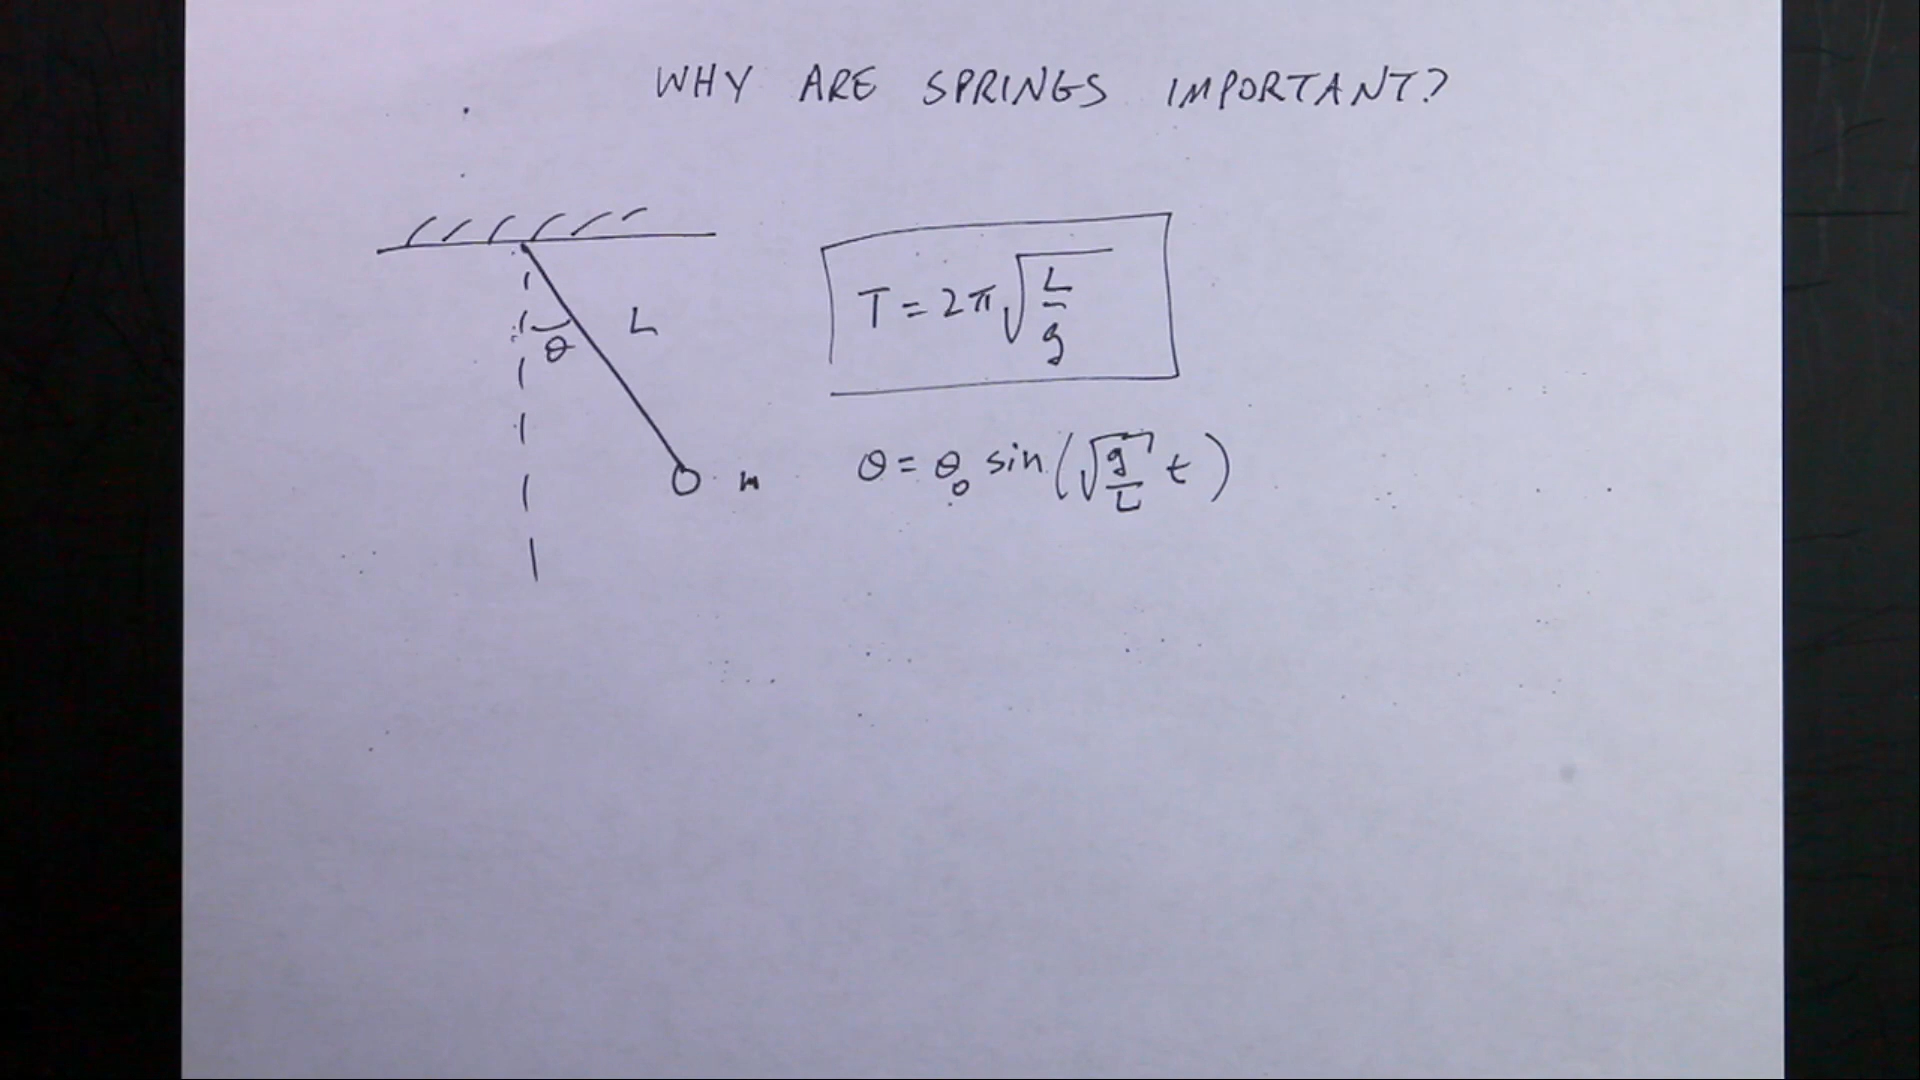 WHY ARE SPRINGS IMPORTANT?
T = 2π√(L/g)
L
θ
m
θ = θ₀ sin(√(g/L) t)